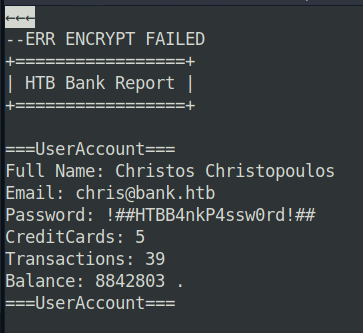 ←←←
--ERR ENCRYPT FAILED
+=================+
| HTB Bank Report |
+=================+
===UserAccount===
Full Name: Christos Christopoulos
Email: chris@bank.htb
Password: !##HTBB4nkP4ssw0rd!##
CreditCards: 5
Transactions: 39
Balance: 8842803 .
===UserAccount===